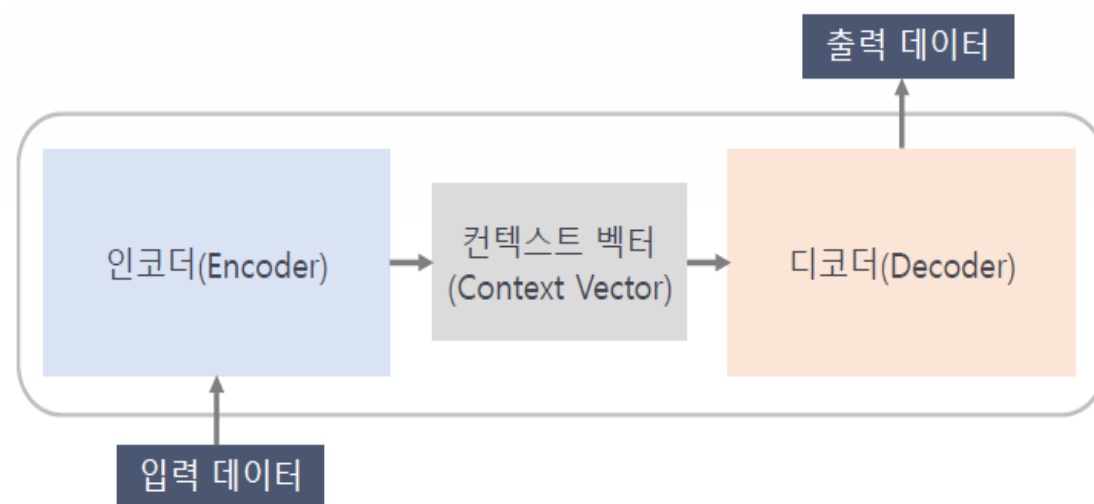 출력 데이터
인코더(Encoder)
컨텍스트 벡터
(Context Vector)
디코더(Decoder)
입력 데이터